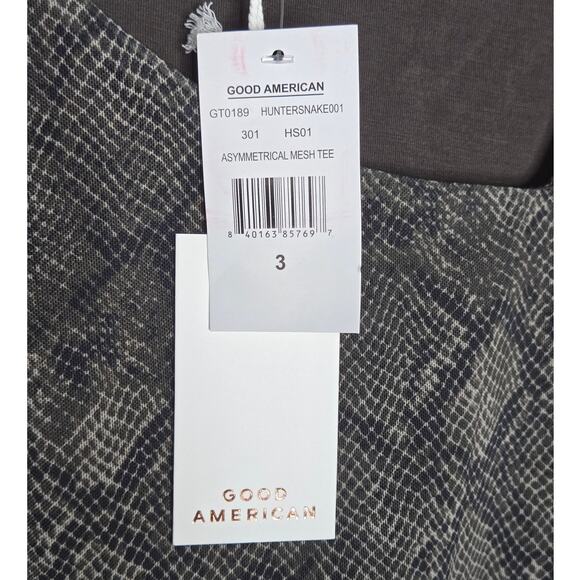 GOOD AMERICAN
GT0189 HUNTERSNAKE001
301 HS01
ASYMMETRICAL MESH TEE
8 40163 85769 7
3
GOOD
AMERICAN